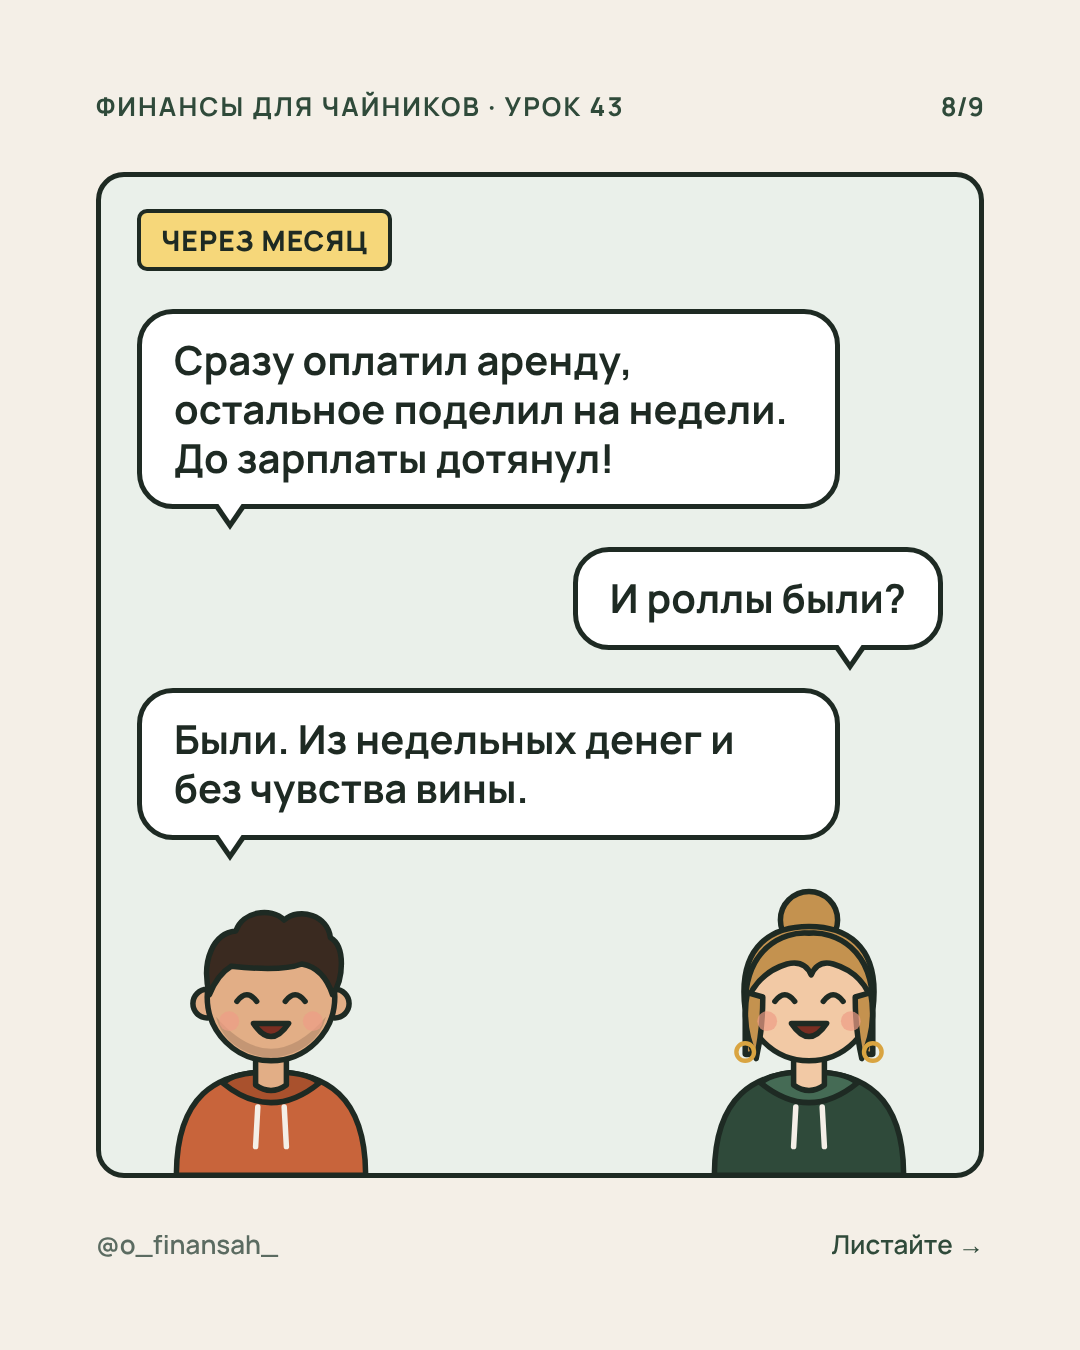 ФИНАНСЫ ДЛЯ ЧАЙНИКОВ · УРОК 43
8/9
ЧЕРЕЗ МЕСЯЦ
Сразу оплатил аренду,
остальное поделил на недели.
До зарплаты дотянул!
И роллы были?
Были. Из недельных денег и
без чувства вины.
@o_finansah_
Листайте →